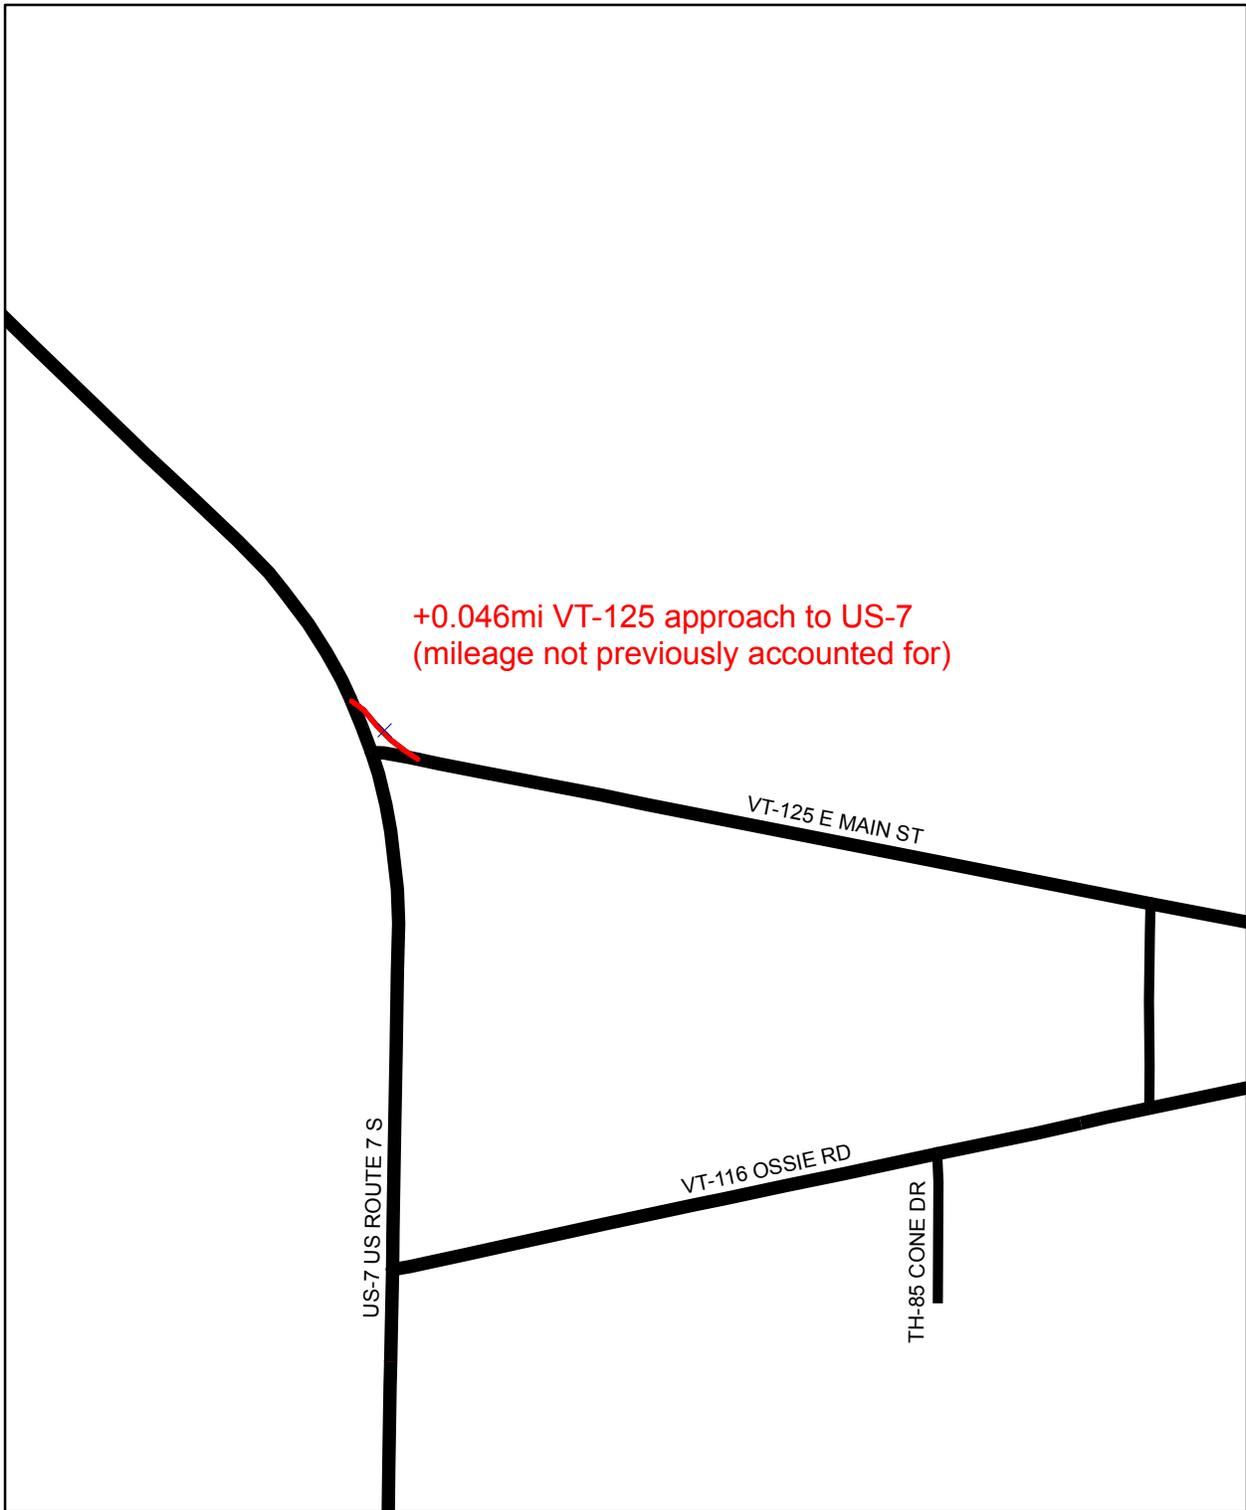 +0.046mi VT-125 approach to US-7
(mileage not previously accounted for)
VT-125 E MAIN ST
US-7 US ROUTE 7 S
VT-116 OSSIE RD
TH-85 CONE DR